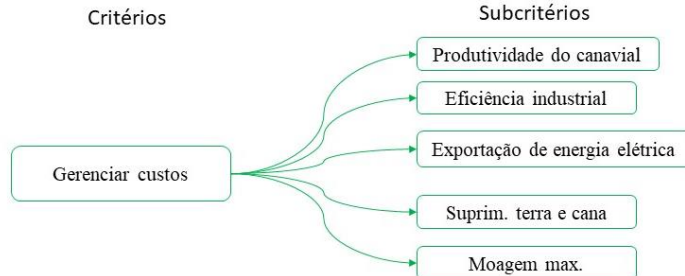 Critérios
Subcritérios
Produtividade do canavial
Eficiência industrial
Exportação de energia elétrica
Gerenciar custos
Suprim. terra e cana
Moagem max.